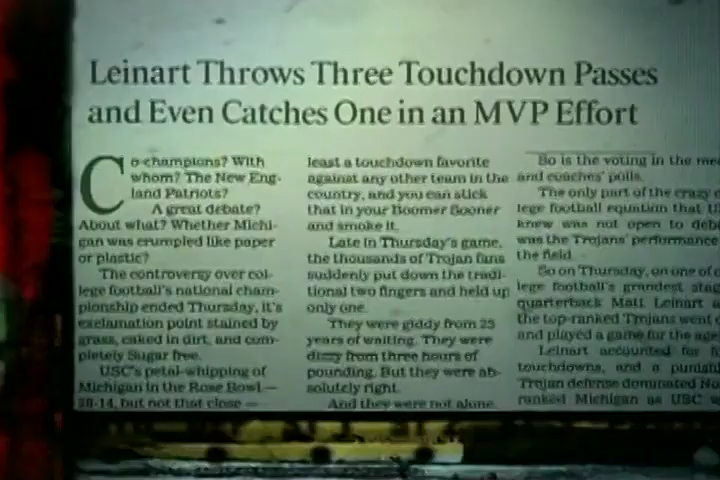 Leinart Throws Three Touchdown Passes
and Even Catches One in an MVP Effort
Co-champions? With
whom? The New Eng-
land Patriots?
A great debate?
About what? Whether Michi-
gan was crumpled like paper
or plastic?
The controversy over col-
lege football's national cham-
pionship ended Thursday, it's
exclamation point stained by
grass, caked in dirt, and com-
pletely Sugar free.
USC's petal-whipping of
Michigan in the Rose Bowl —
28-14, but not that close —
least a touchdown favorite
against any other team in the
country, and you can stick
that in your Boomer Sooner
and smoke it.
Late in Thursday's game,
the thousands of Trojan fans
suddenly put down the tradi-
tional two fingers and held up
only one.
They were giddy from 25
years of waiting. They were
dizzy from three hours of
pounding. But they were ab-
solutely right.
And they were not alone.
So is the voting in the me
and coaches' polls.
The only part of the crazy c
lege football equation that U
knew was not open to deb
was the Trojans' performance
the field.
So on Thursday, on one of c
lege football's grandest stag
quarterback Matt Leinart a
the top-ranked Trojans went o
and played a game for the age
Leinart accounted for fo
touchdowns, and a punish
Trojan defense dominated No
ranked Michigan as USC w